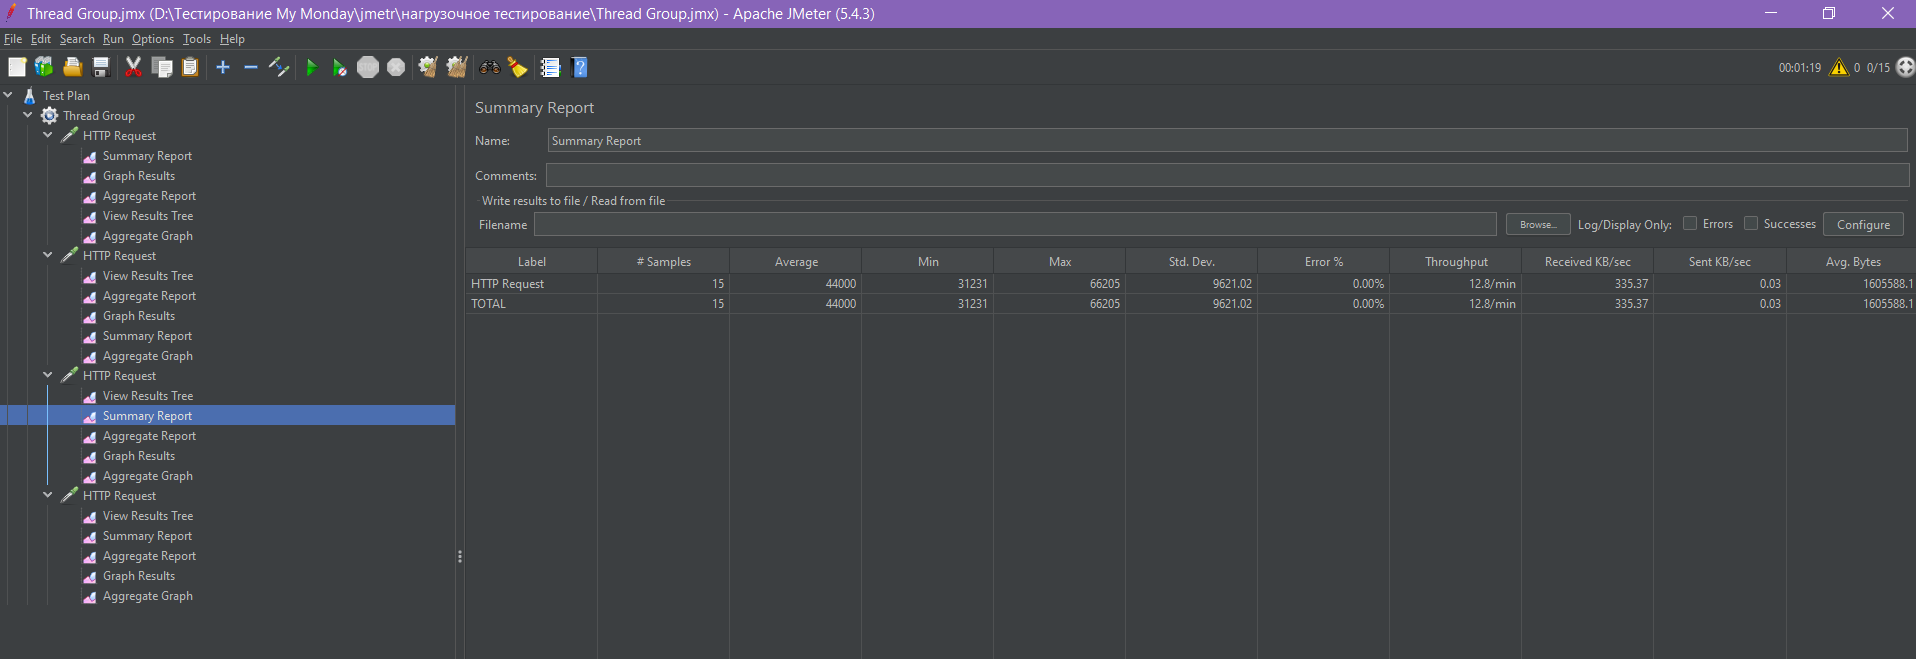 Thread Group.jmx (D:\Тестирование My Monday\jmetr\нагрузочное тестирование\Thread Group.jmx) - Apache JMeter (5.4.3)
File Edit Search Run Options Tools Help
00:01:19 0 0/15
Test Plan
Thread Group
HTTP Request
Summary Report
Graph Results
Aggregate Report
View Results Tree
Aggregate Graph
HTTP Request
View Results Tree
Aggregate Report
Graph Results
Summary Report
Aggregate Graph
HTTP Request
View Results Tree
Summary Report
Aggregate Report
Graph Results
Aggregate Graph
HTTP Request
View Results Tree
Summary Report
Aggregate Report
Graph Results
Aggregate Graph
Summary Report
Name: Summary Report
Comments:
Write results to file / Read from file
Filename Browse... Log/Display Only: Errors Successes Configure
Label # Samples Average Min Max Std. Dev. Error % Throughput Received KB/sec Sent KB/sec Avg. Bytes
HTTP Request 15 44000 31231 66205 9621.02 0.00% 12.8/min 335.37 0.03 1605588.1
TOTAL 15 44000 31231 66205 9621.02 0.00% 12.8/min 335.37 0.03 1605588.1